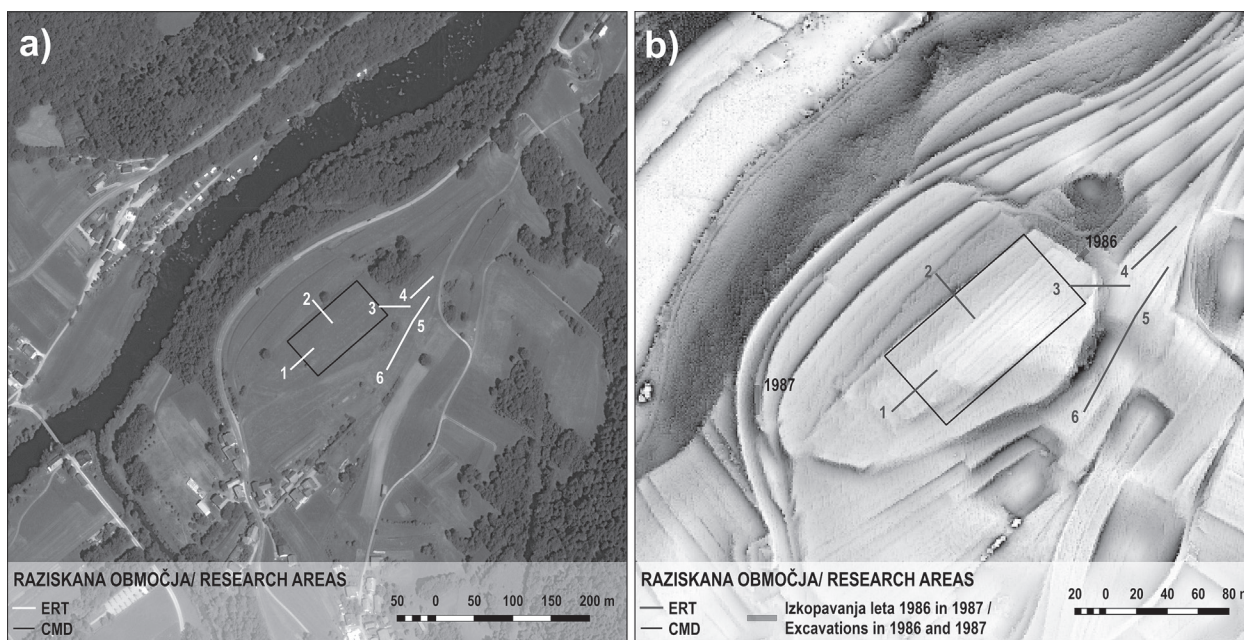 a)
2
3
4
1
5
6
RAZISKANA OBMOČJA/ RESEARCH AREAS
ERT
CMD
50 0 50 100 150 200 m
b)
1986
2
4
3
5
1987
1
6
RAZISKANA OBMOČJA/ RESEARCH AREAS
ERT
CMD
Izkopavanja leta 1986 in 1987 /
Excavations in 1986 and 1987
20 0 20 40 60 80 m